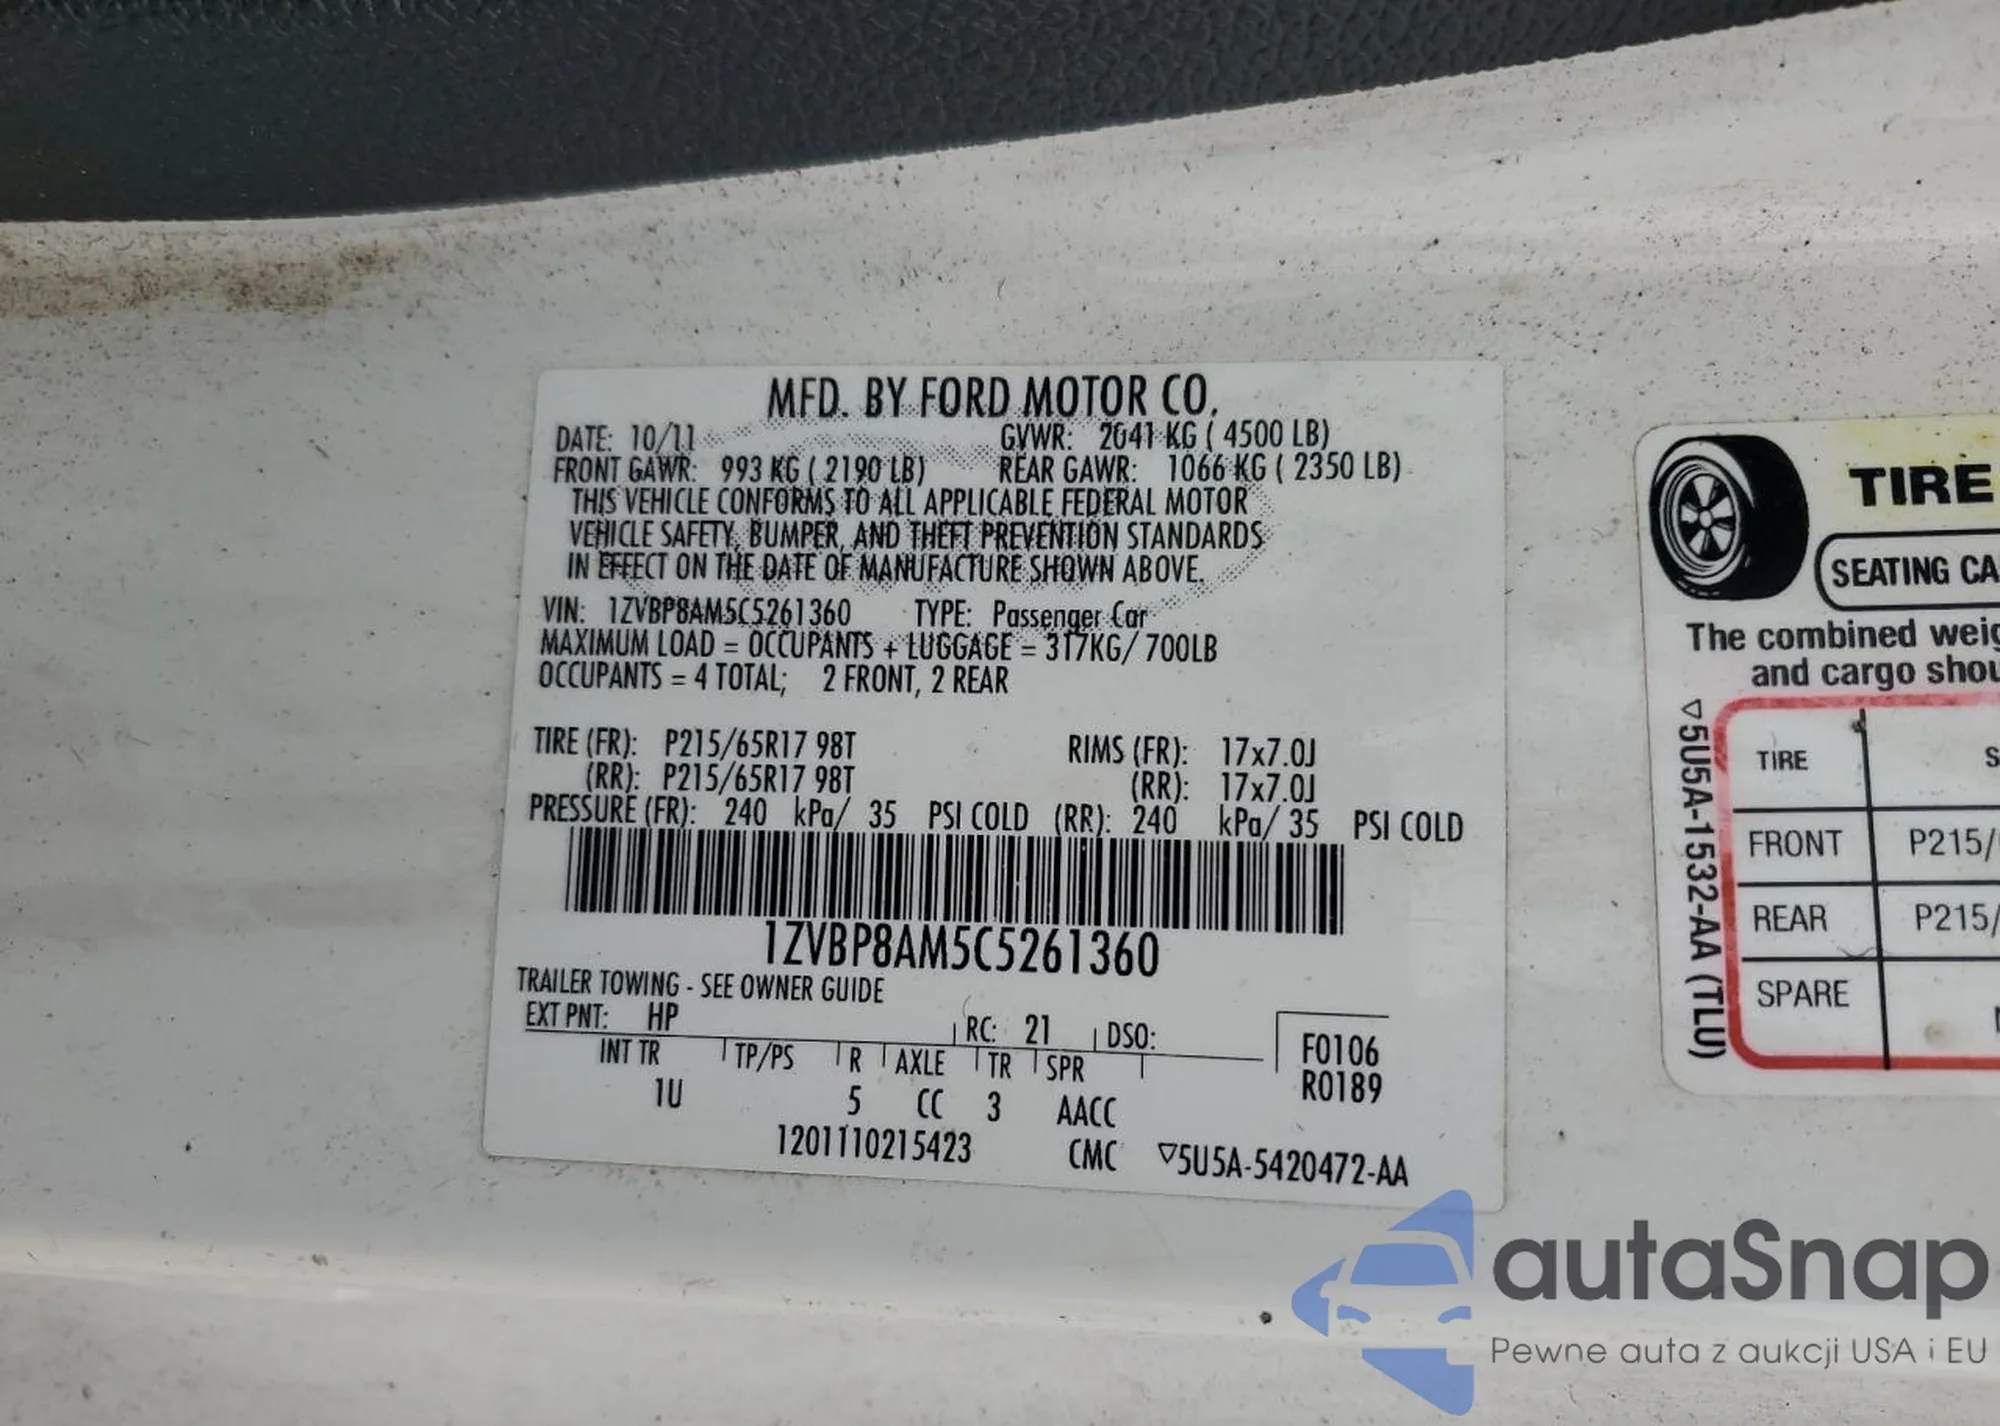 MFD. BY FORD MOTOR CO.
DATE: 10/11 GVWR: 2041 KG ( 4500 LB)
FRONT GAWR: 993 KG ( 2190 LB) REAR GAWR: 1066 KG ( 2350 LB)
THIS VEHICLE CONFORMS TO ALL APPLICABLE FEDERAL MOTOR
VEHICLE SAFETY, BUMPER, AND THEFT PREVENTION STANDARDS
IN EFFECT ON THE DATE OF MANUFACTURE SHOWN ABOVE.
VIN: 1ZVBP8AM5C5261360 TYPE: Passenger Car
MAXIMUM LOAD = OCCUPANTS + LUGGAGE = 317KG/ 700LB
OCCUPANTS = 4 TOTAL; 2 FRONT, 2 REAR
TIRE (FR): P215/65R17 98T RIMS (FR): 17x7.0J
(RR): P215/65R17 98T (RR): 17x7.0J
PRESSURE (FR): 240 kPa/ 35 PSI COLD (RR): 240 kPa/ 35 PSI COLD
1ZVBP8AM5C5261360
TRAILER TOWING - SEE OWNER GUIDE
EXT PNT: HP RC: 21 DSO:
INT TR TP/PS R AXLE TR SPR
1U 5 CC 3 AACC
F0106
R0189
1201110215423 CMC ▽5U5A-5420472-AA
TIRE
SEATING CA
The combined weig
and cargo shou
▽5U5A-1532-AA (TLU)
TIRE S
FRONT P215/
REAR P215/
SPARE
autaSnap
Pewne auta z aukcji USA i EU